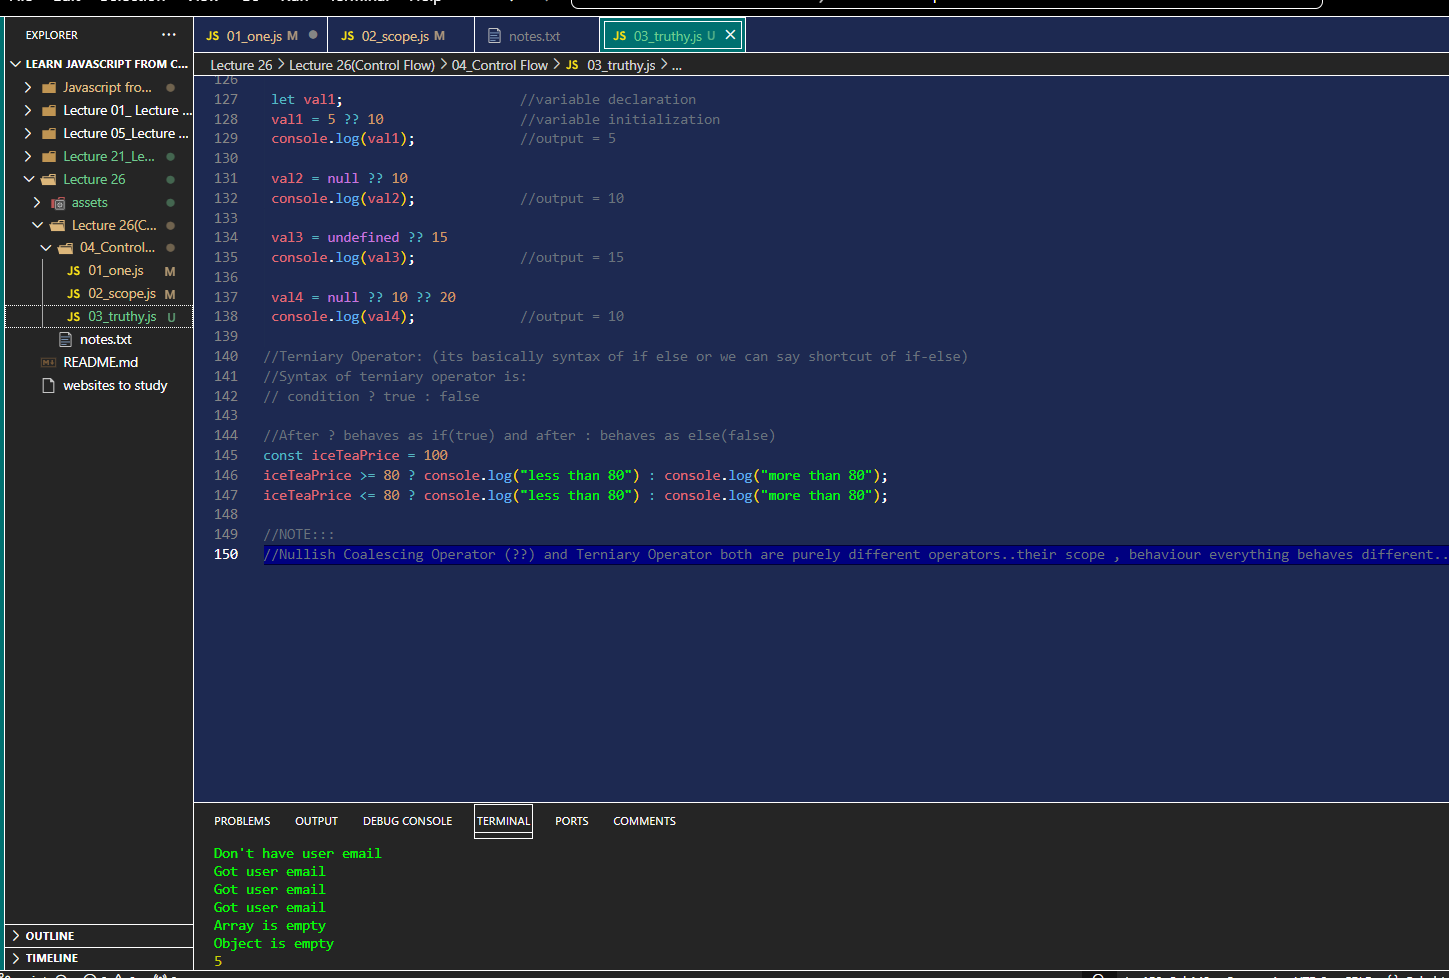 EXPLORER
LEARN JAVASCRIPT FROM C...
Javascript fro...
Lecture 01_ Lecture ...
Lecture 05_Lecture ...
Lecture 21_Le...
Lecture 26
assets
Lecture 26(C...
04_Control...
JS 01_one.js M
JS 02_scope.js M
JS 03_truthy.js U
notes.txt
README.md
websites to study
OUTLINE
TIMELINE
JS 01_one.js M
JS 02_scope.js M
notes.txt
JS 03_truthy.js U
Lecture 26 > Lecture 26(Control Flow) > 04_Control Flow > JS 03_truthy.js > ...
126
127 let val1; //variable declaration
128 val1 = 5 ?? 10 //variable initialization
129 console.log(val1); //output = 5
130
131 val2 = null ?? 10
132 console.log(val2); //output = 10
133
134 val3 = undefined ?? 15
135 console.log(val3); //output = 15
136
137 val4 = null ?? 10 ?? 20
138 console.log(val4); //output = 10
139
140 //Terniary Operator: (its basically syntax of if else or we can say shortcut of if-else)
141 //Syntax of terniary operator is:
142 // condition ? true : false
143
144 //After ? behaves as if(true) and after : behaves as else(false)
145 const iceTeaPrice = 100
146 iceTeaPrice >= 80 ? console.log("less than 80") : console.log("more than 80");
147 iceTeaPrice <= 80 ? console.log("less than 80") : console.log("more than 80");
148
149 //NOTE:::
150 //Nullish Coalescing Operator (??) and Terniary Operator both are purely different operators..their scope , behaviour everything behaves different..
PROBLEMS OUTPUT DEBUG CONSOLE TERMINAL PORTS COMMENTS
Don't have user email
Got user email
Got user email
Got user email
Array is empty
Object is empty
5